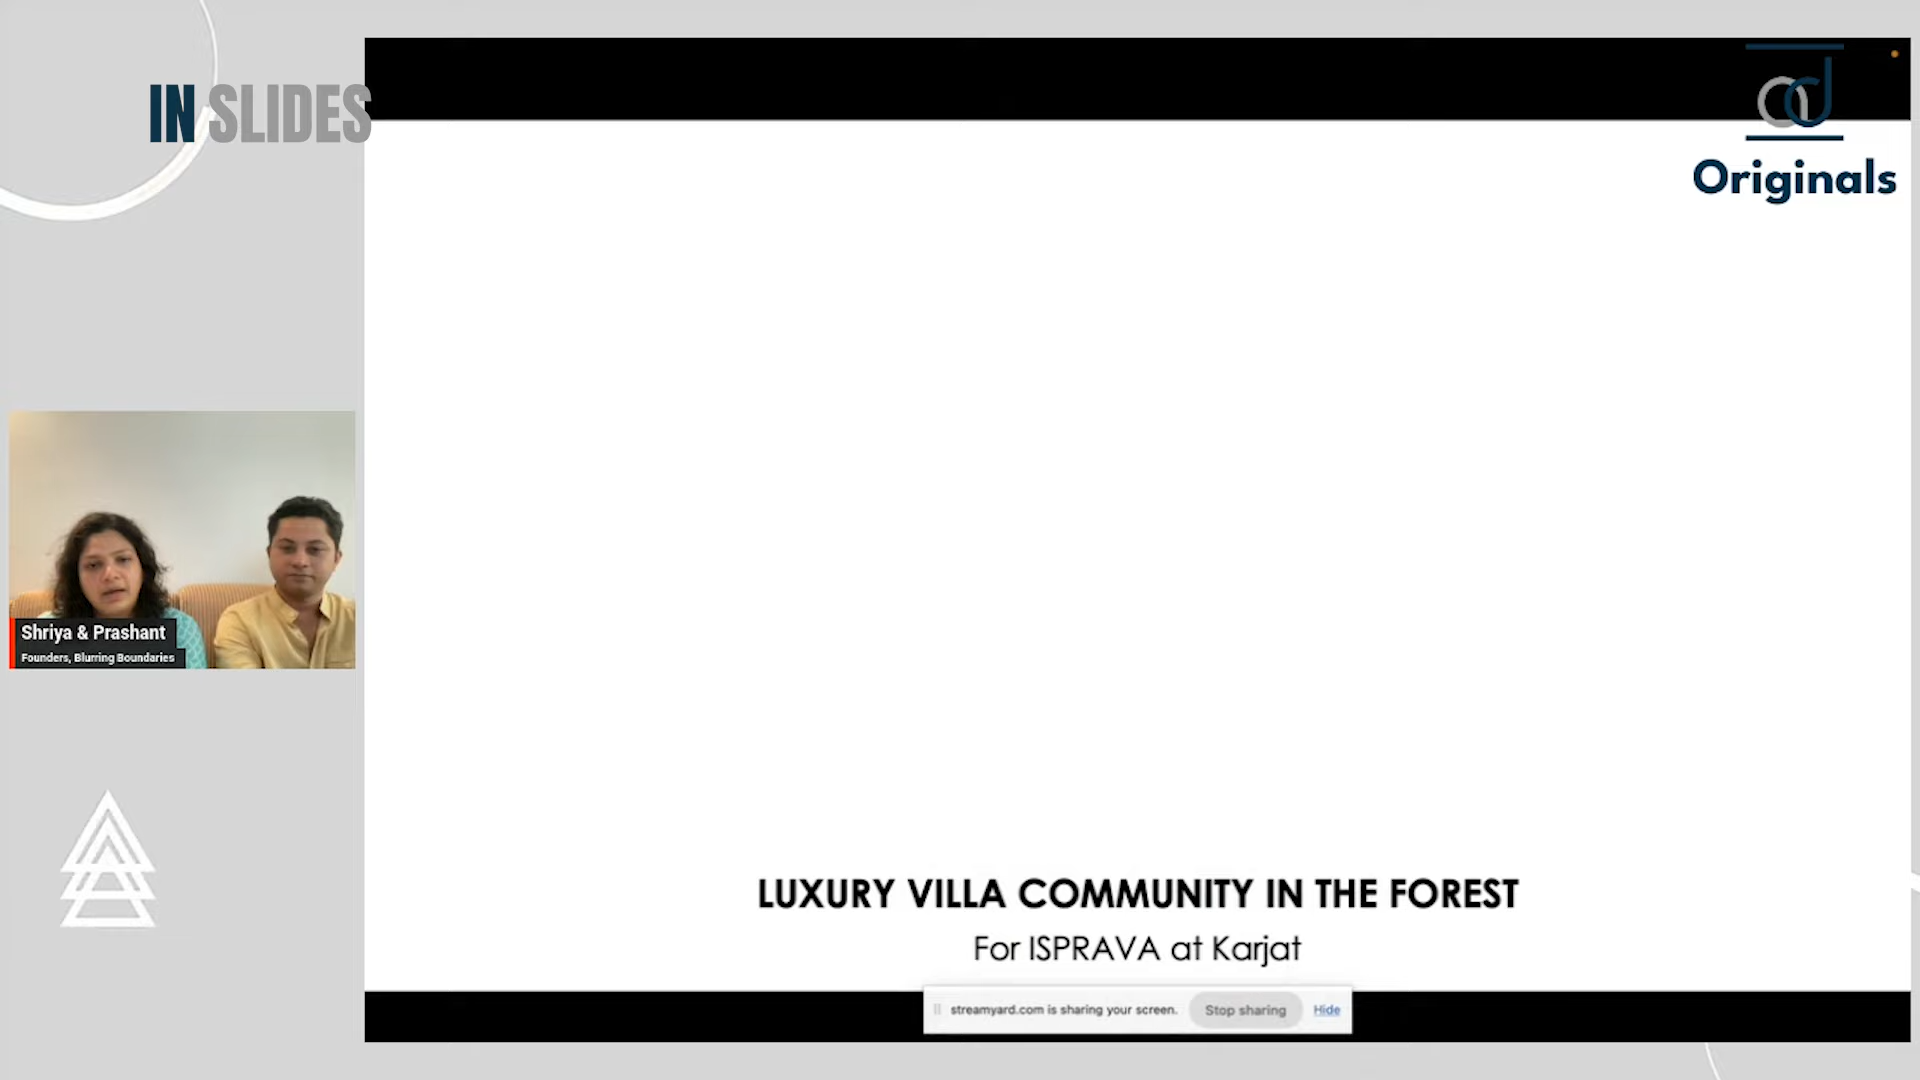 IN SLIDES
ad
Originals
Shriya & Prashant
Founders, Blurring Boundaries
LUXURY VILLA COMMUNITY IN THE FOREST
For ISPRAVA at Karjat
streamyard.com is sharing your screen. Stop sharing Hide